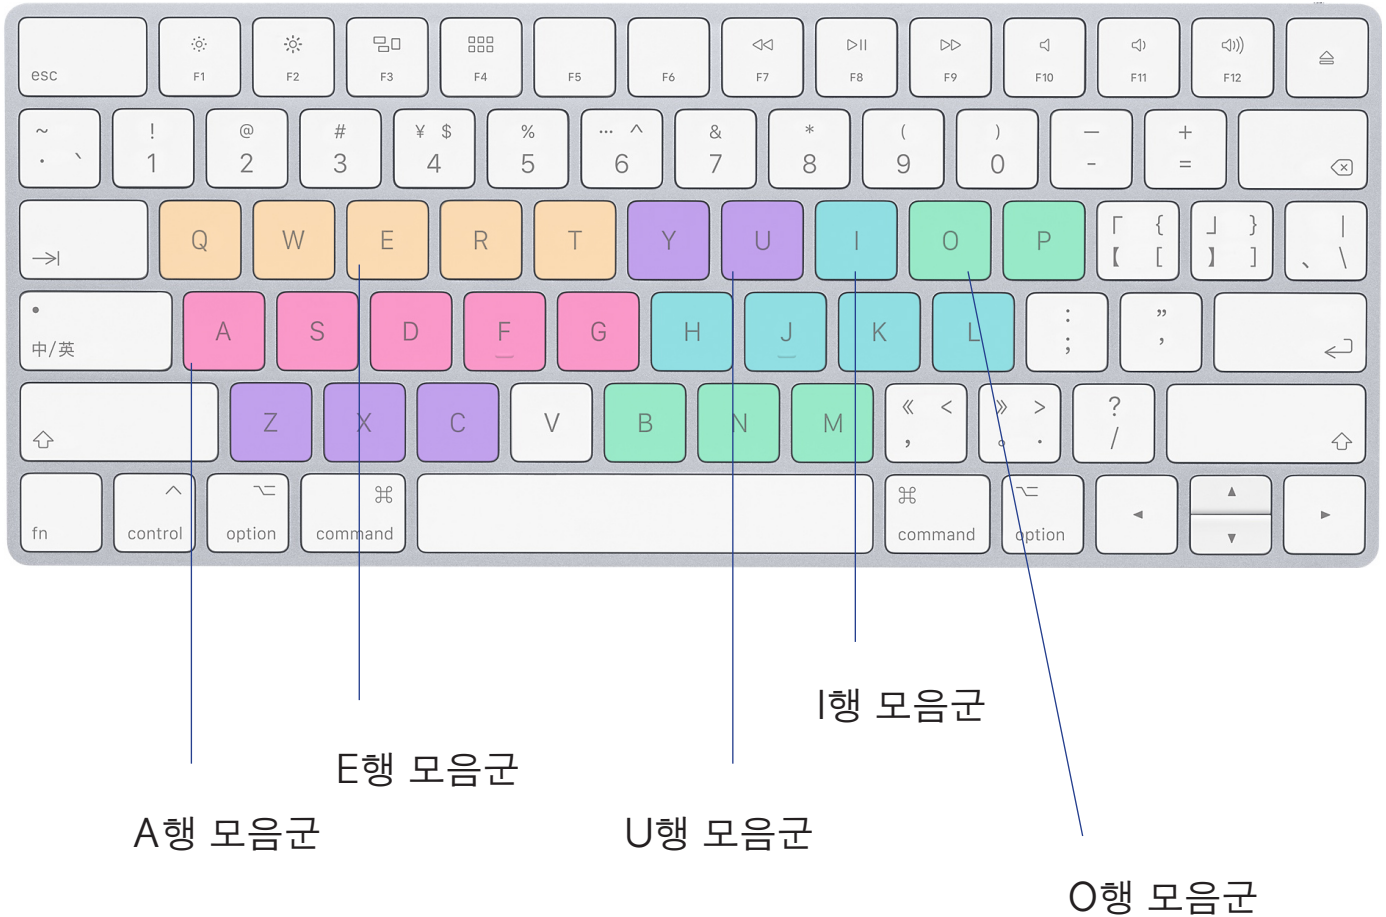 esc F1 F2 F3 F4 F5 F6 F7 F8 F9 F10 F11 F12
~ ! @ # ¥ $ % … ^ & * ( ) — +
· ` 1 2 3 4 5 6 7 8 9 0 - =
Q W E R T Y U I O P 「 { 」 } |
【 [ 】 ] 、 \
•
中/英 A S D F G H J K L : ; " '
Z X C V B N M 《 < , 》 > 。 . ? /
fn control option command command option
I행 모음군
E행 모음군
A행 모음군
U행 모음군
O행 모음군